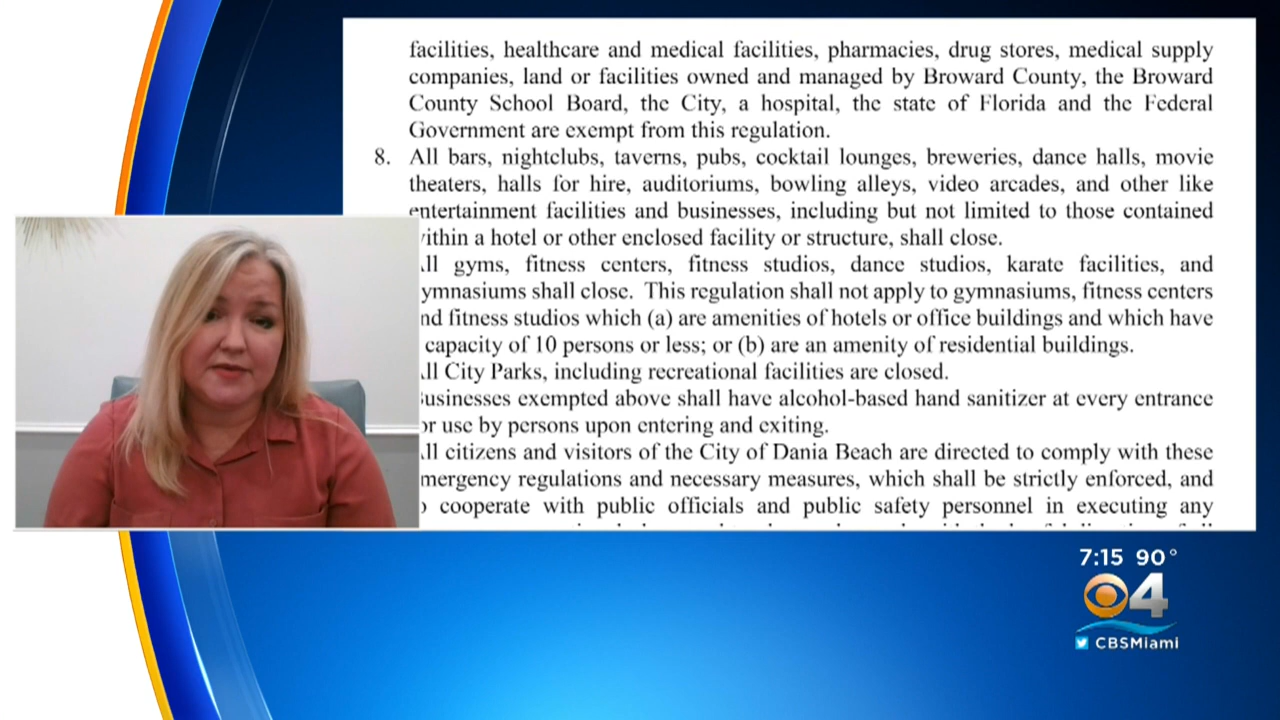 facilities, healthcare and medical facilities, pharmacies, drug stores, medical supply
companies, land or facilities owned and managed by Broward County, the Broward
County School Board, the City, a hospital, the state of Florida and the Federal
Government are exempt from this regulation.
8. All bars, nightclubs, taverns, pubs, cocktail lounges, breweries, dance halls, movie
theaters, halls for hire, auditoriums, bowling alleys, video arcades, and other like
entertainment facilities and businesses, including but not limited to those contained
ithin a hotel or other enclosed facility or structure, shall close.
ll gyms, fitness centers, fitness studios, dance studios, karate facilities, and
ymnasiums shall close. This regulation shall not apply to gymnasiums, fitness centers
nd fitness studios which (a) are amenities of hotels or office buildings and which have
capacity of 10 persons or less; or (b) are an amenity of residential buildings.
ll City Parks, including recreational facilities are closed.
usinesses exempted above shall have alcohol-based hand sanitizer at every entrance
or use by persons upon entering and exiting.
ll citizens and visitors of the City of Dania Beach are directed to comply with these
mergency regulations and necessary measures, which shall be strictly enforced, and
cooperate with public officials and public safety personnel in executing any
7:15 90°
4
CBSMiami